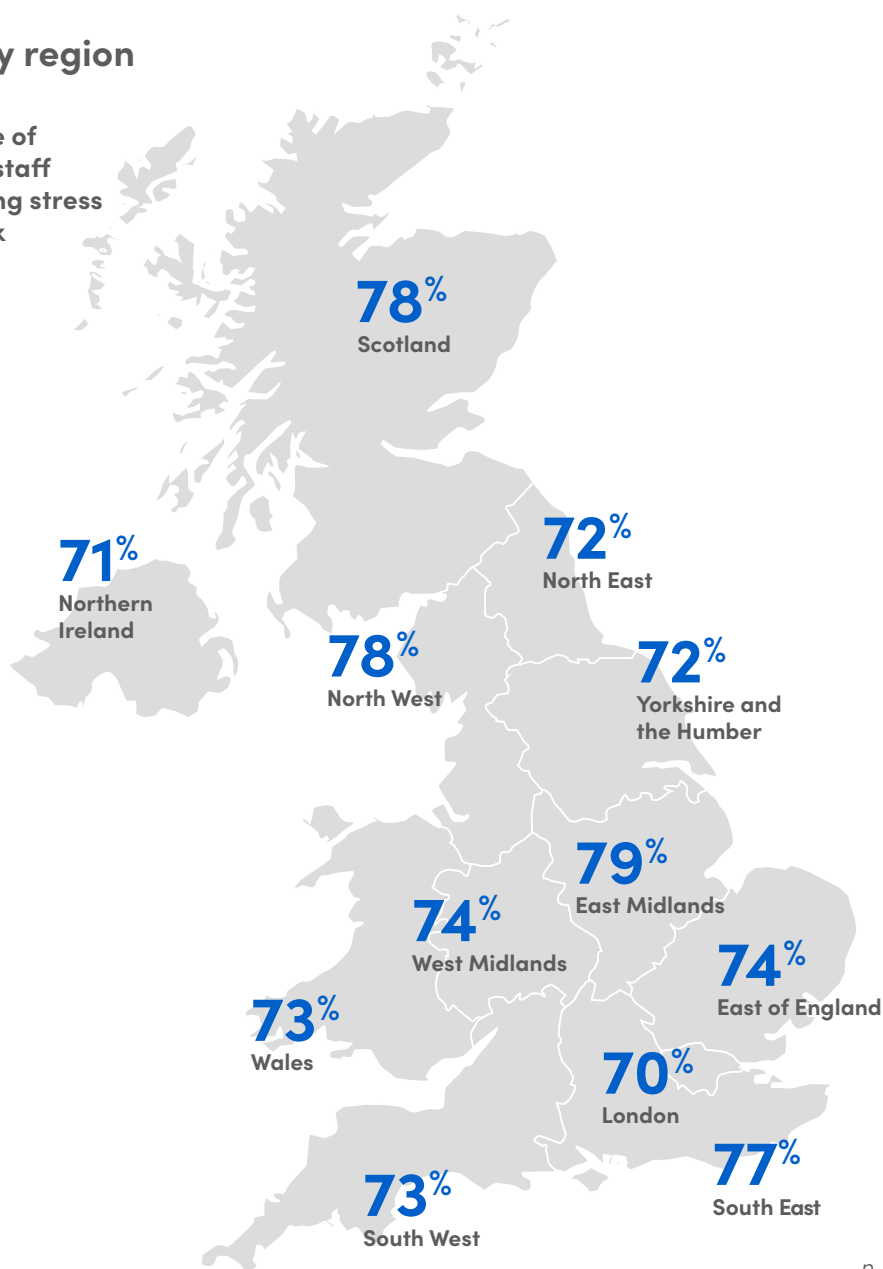 y region
e of
staff
ng stress
k
78%
Scotland
72%
North East
71%
Northern
Ireland
78%
North West
72%
Yorkshire and
the Humber
79%
East Midlands
74%
West Midlands
74%
East of England
73%
Wales
70%
London
77%
South East
73%
South West